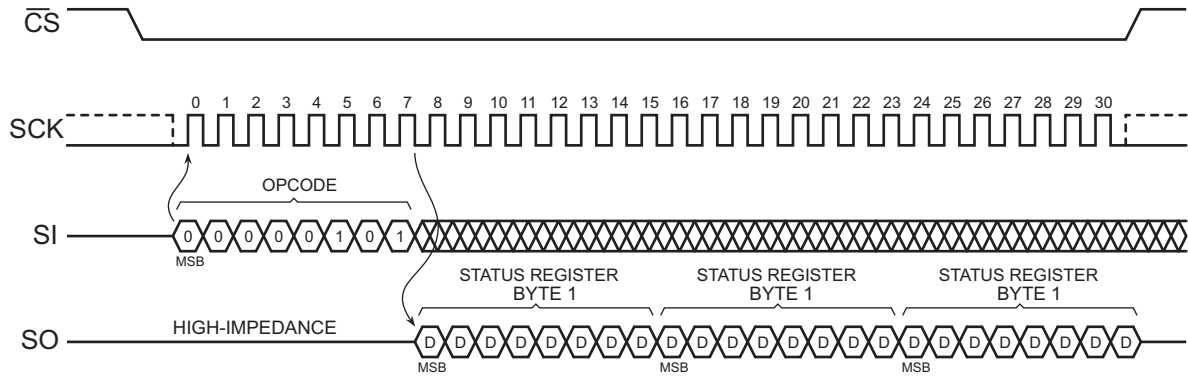 CS
0 1 2 3 4 5 6 7 8 9 10 11 12 13 14 15 16 17 18 19 20 21 22 23 24 25 26 27 28 29 30
SCK
OPCODE
SI 0 0 0 0 0 1 0 1
MSB
STATUS REGISTER BYTE 1 STATUS REGISTER BYTE 1 STATUS REGISTER BYTE 1
HIGH-IMPEDANCE
SO D D D D D D D D D D D D D D D D D D D D D D D D
MSB MSB MSB